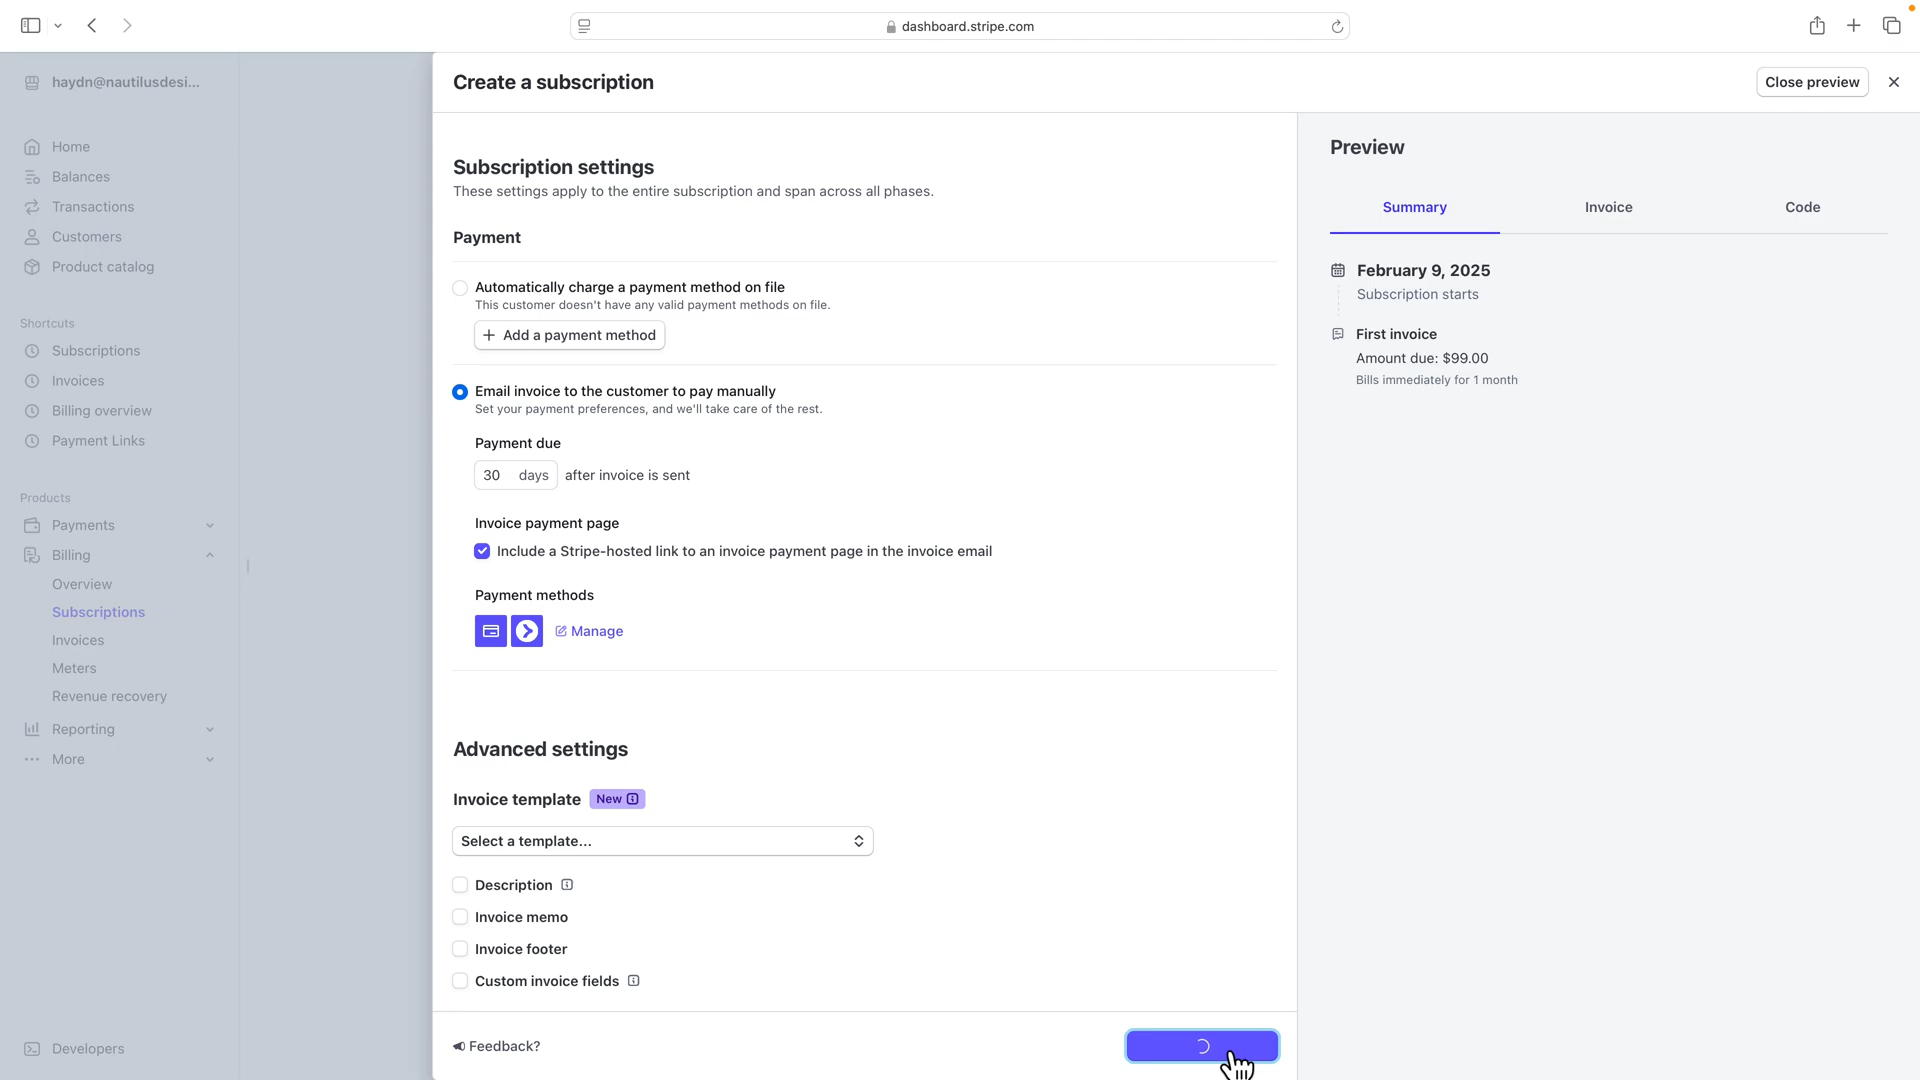 dashboard.stripe.com
haydn@nautilusdesi...
Home
Balances
Transactions
Customers
Product catalog
Shortcuts
Subscriptions
Invoices
Billing overview
Payment Links
Products
Payments
Billing
Overview
Subscriptions
Invoices
Meters
Revenue recovery
Reporting
More
Developers
Create a subscription
Close preview
Subscription settings
These settings apply to the entire subscription and span across all phases.
Payment
Automatically charge a payment method on file
This customer doesn't have any valid payment methods on file.
Add a payment method
Email invoice to the customer to pay manually
Set your payment preferences, and we'll take care of the rest.
Payment due
30 days after invoice is sent
Invoice payment page
Include a Stripe-hosted link to an invoice payment page in the invoice email
Payment methods
Manage
Advanced settings
Invoice template New
Select a template...
Description
Invoice memo
Invoice footer
Custom invoice fields
Feedback?
Preview
Summary Invoice Code
February 9, 2025
Subscription starts
First invoice
Amount due: $99.00
Bills immediately for 1 month